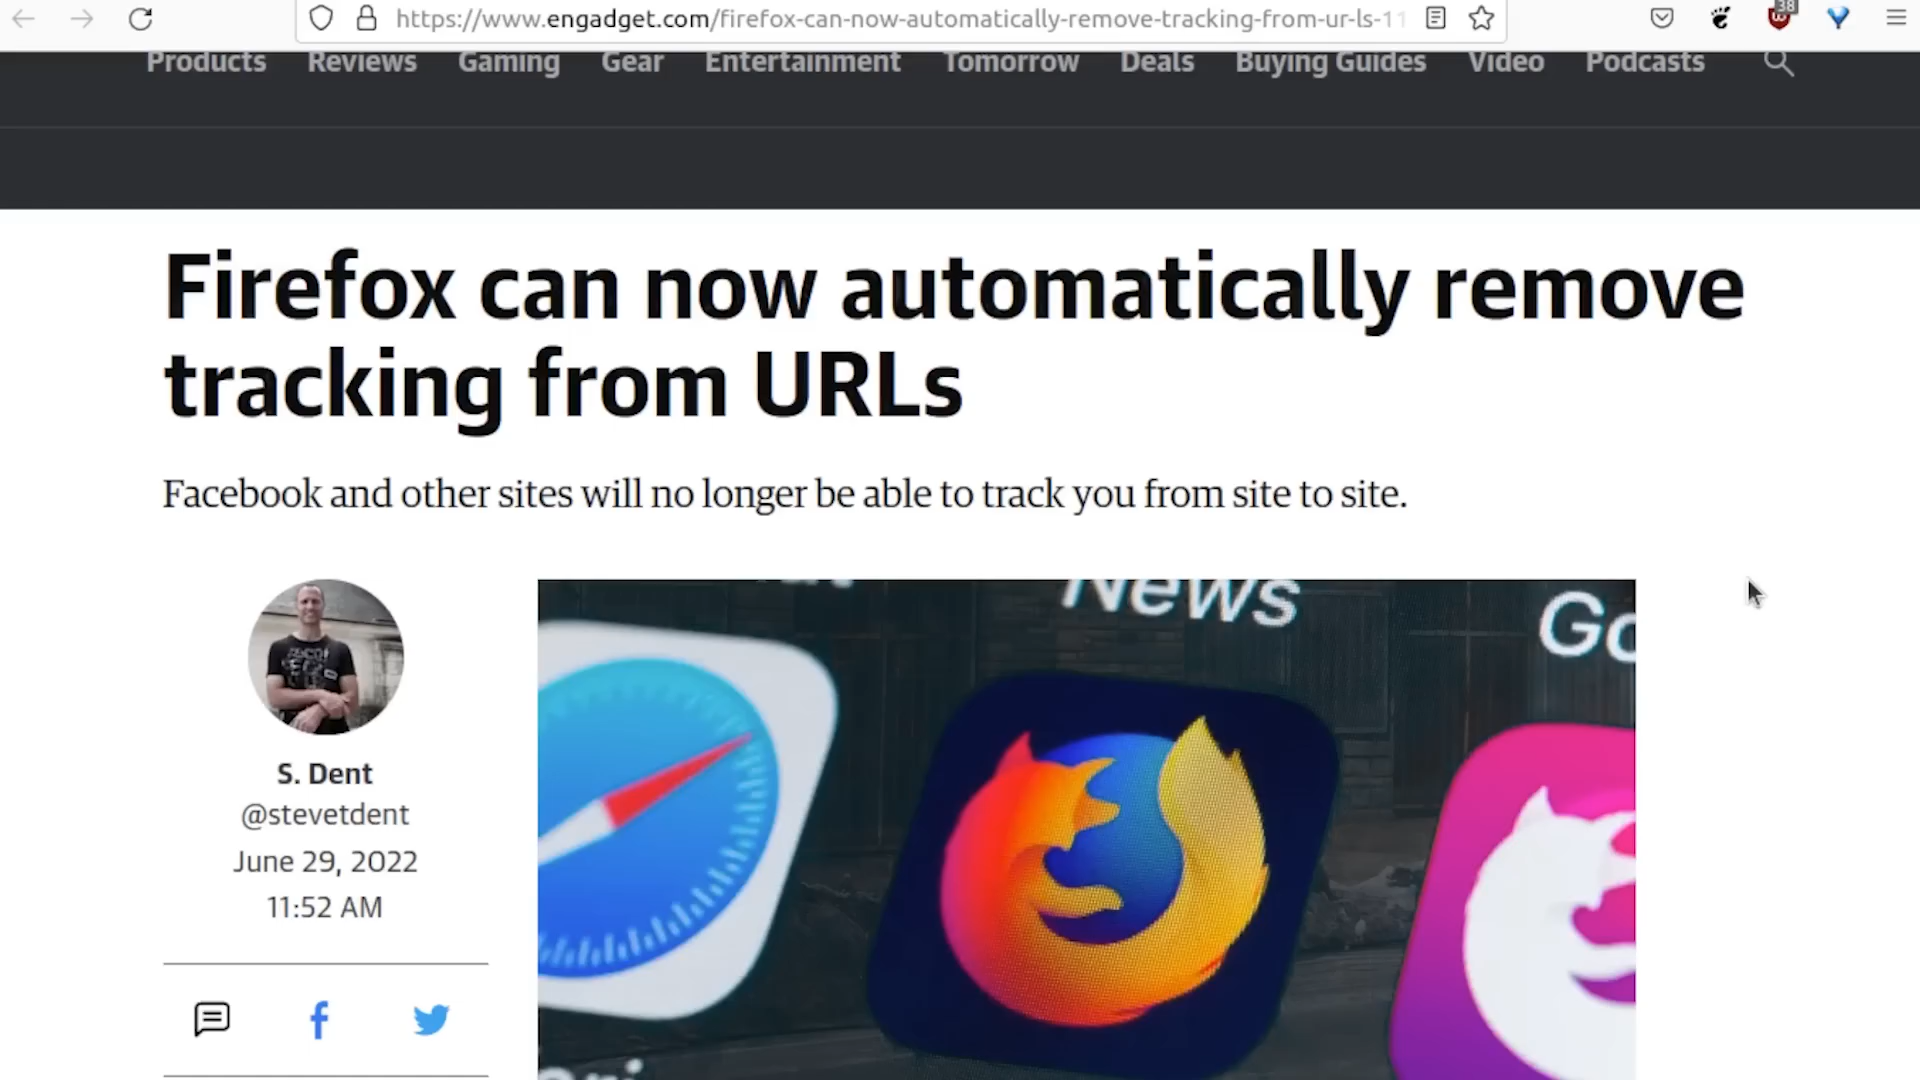 38
https://www.engadget.com/firefox-can-now-automatically-remove-tracking-from-ur-ls-11
Products Reviews Gaming Gear Entertainment Tomorrow Deals Buying Guides Video Podcasts
Firefox can now automatically remove
tracking from URLs
Facebook and other sites will no longer be able to track you from site to site.
News
Go
S. Dent
@stevetdent
June 29, 2022
11:52 AM